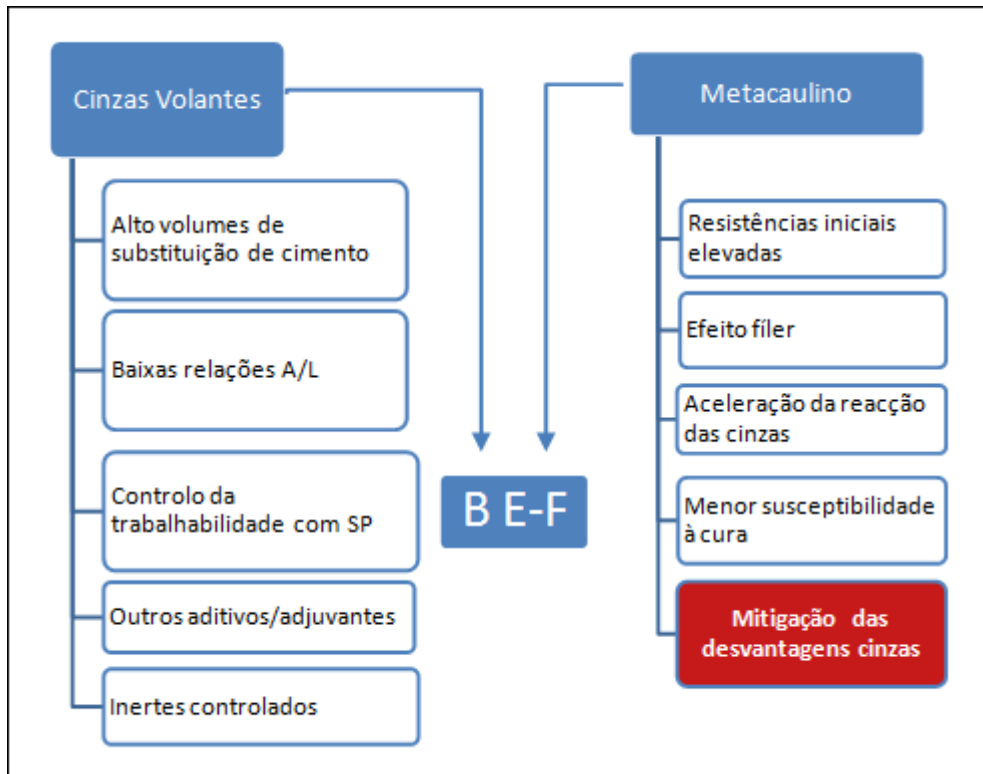 Cinzas Volantes
Alto volumes de
substituição de cimento
Baixas relações A/L
Controlo da
trabalhabilidade com SP
Outros aditivos/adjuvantes
Inertes controlados
B E-F
Metacaulino
Resistências iniciais
elevadas
Efeito fíler
Aceleração da reacção
das cinzas
Menor susceptibilidade
à cura
Mitigação das
desvantagens cinzas